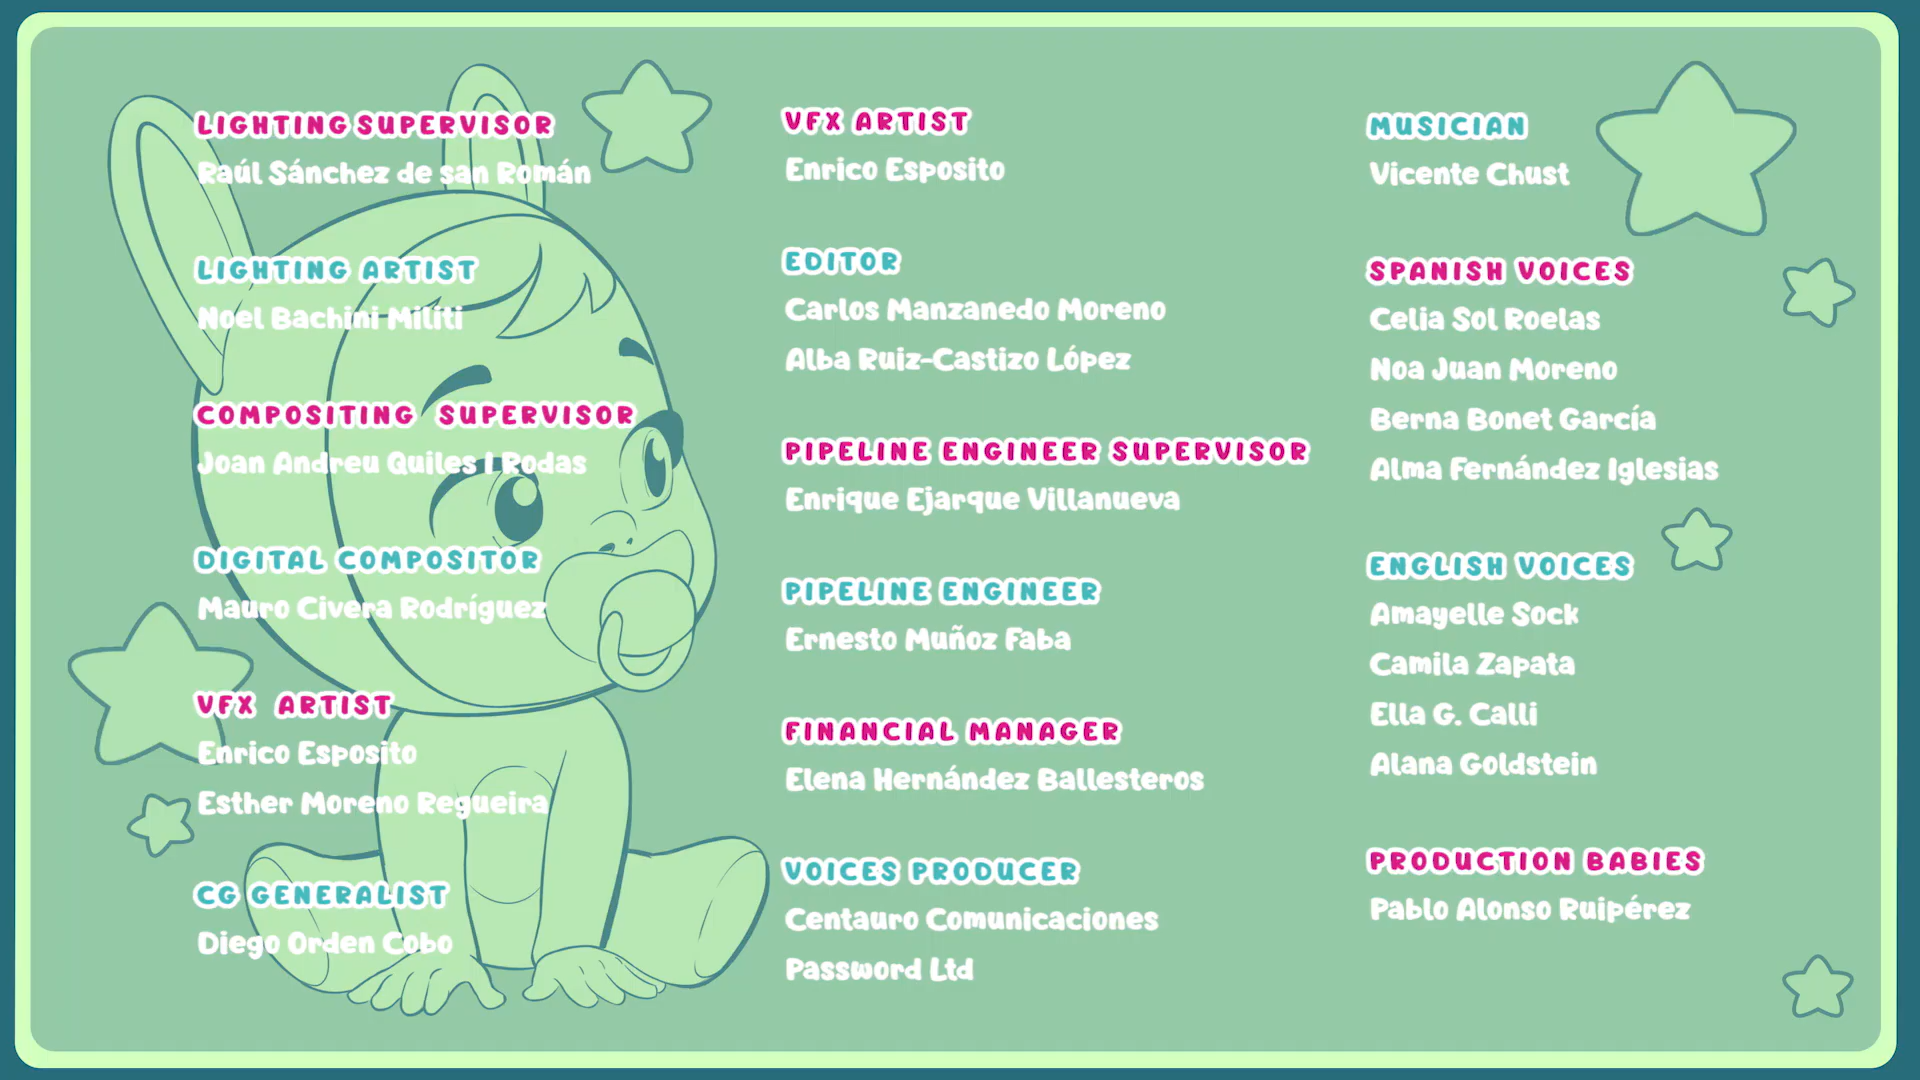 LIGHTING SUPERVISOR
Raúl Sánchez de san Román
LIGHTING ARTIST
Noel Bachini Milíti
COMPOSITING SUPERVISOR
Joan Andreu Quiles I Rodas
DIGITAL COMPOSITOR
Mauro Civera Rodríguez
VFX ARTIST
Enrico Esposito
Esther Moreno Regueira
CG GENERALIST
Diego Orden Cobo
VFX ARTIST
Enrico Esposito
EDITOR
Carlos Manzanedo Moreno
Alba Ruiz-Castizo López
PIPELINE ENGINEER SUPERVISOR
Enrique Ejarque Villanueva
PIPELINE ENGINEER
Ernesto Muñoz Faba
FINANCIAL MANAGER
Elena Hernández Ballesteros
VOICES PRODUCER
Centauro Comunicaciones
Password Ltd
MUSICIAN
Vicente Chust
SPANISH VOICES
Celia Sol Roelas
Noa Juan Moreno
Berna Bonet García
Alma Fernández Iglesias
ENGLISH VOICES
Amayelle Sock
Camila Zapata
Ella G. Calli
Alana Goldstein
PRODUCTION BABIES
Pablo Alonso Ruipérez